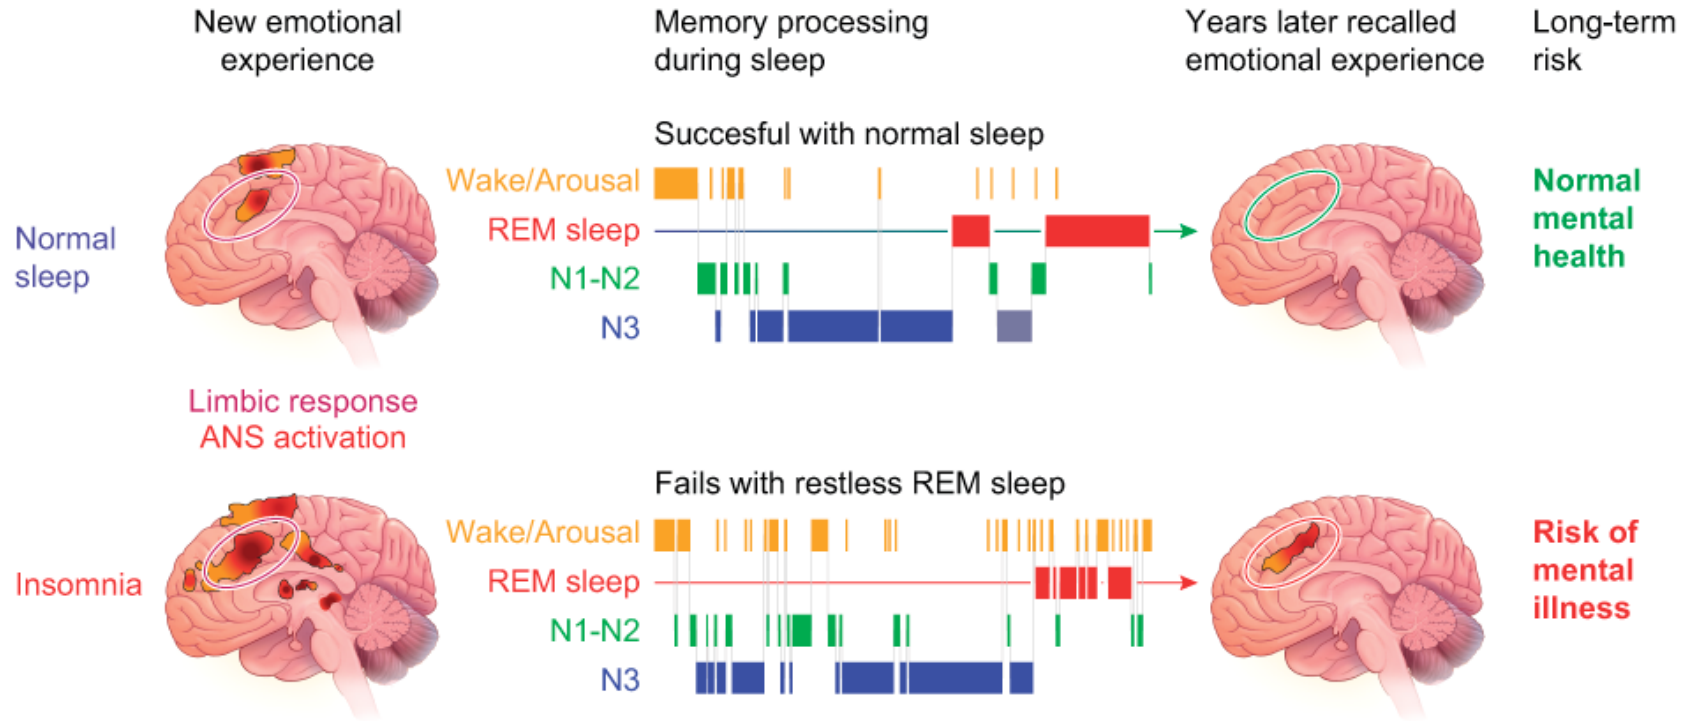 New emotional
experience
Memory processing
during sleep
Years later recalled
emotional experience
Long-term
risk
Succesful with normal sleep
Normal
sleep
Wake/Arousal
REM sleep
N1-N2
N3
Normal
mental
health
Limbic response
ANS activation
Fails with restless REM sleep
Insomnia
Wake/Arousal
REM sleep
N1-N2
N3
Risk of
mental
illness